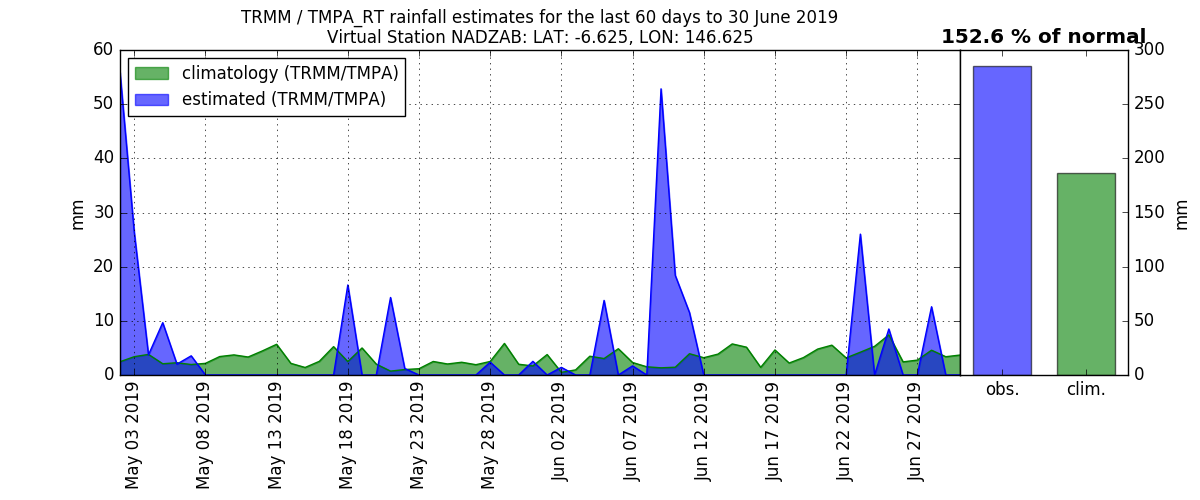 TRMM / TMPA_RT rainfall estimates for the last 60 days to 30 June 2019
Virtual Station NADZAB: LAT: -6.625, LON: 146.625
152.6 % of normal
climatology (TRMM/TMPA)
estimated (TRMM/TMPA)
60
50
40
30
20
10
0
mm
May 03 2019
May 08 2019
May 13 2019
May 18 2019
May 23 2019
May 28 2019
Jun 02 2019
Jun 07 2019
Jun 12 2019
Jun 17 2019
Jun 22 2019
Jun 27 2019
obs.
clim.
300
250
200
150
100
50
0
mm